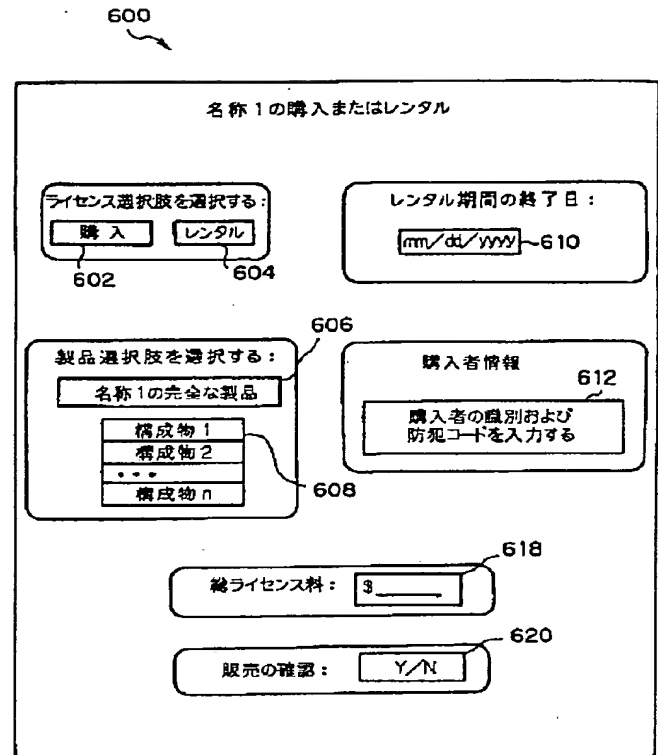 600
名称1の購入またはレンタル
ライセンス選択肢を選択する:
購入 レンタル
602 604
レンタル期間の終了日:
mm/dd/yyyy 610
606
製品選択肢を選択する:
名称1の完全な製品
構成物1
構成物2
•••
構成物n
608
購入者情報
612
購入者の識別および
防犯コードを入力する
618
総ライセンス料: $______
620
販売の確認: Y/N